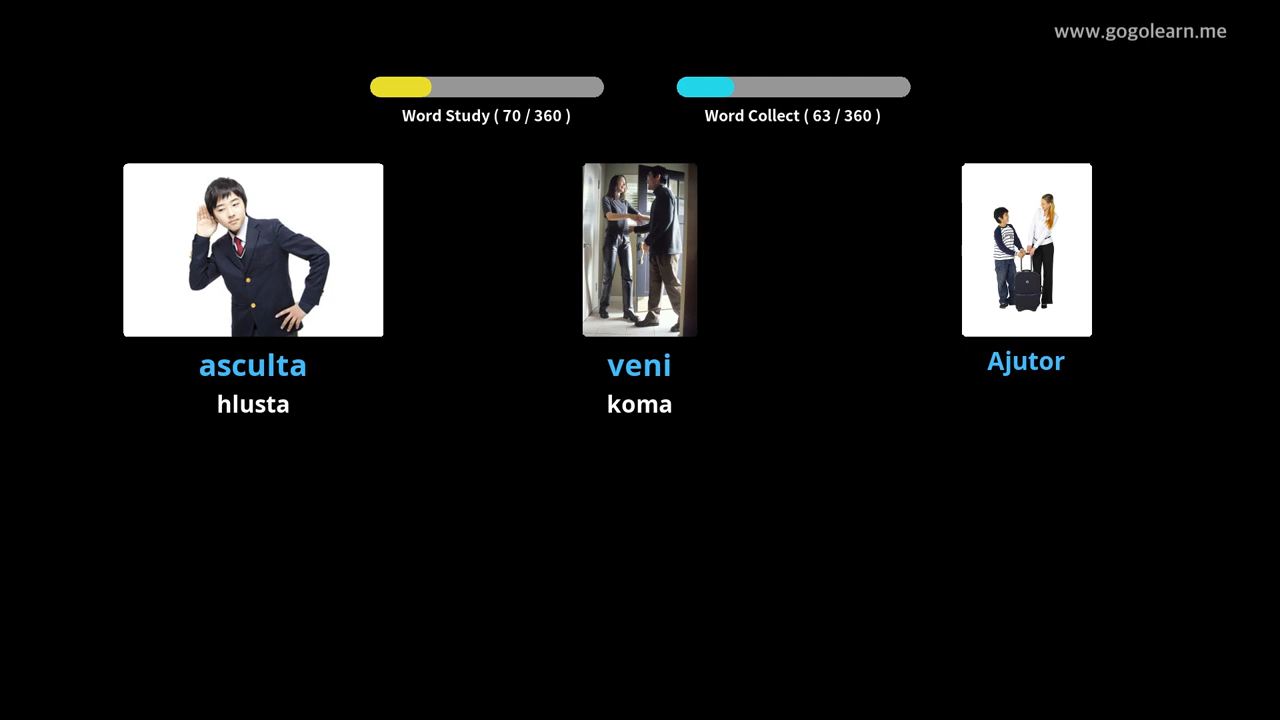 www.gogolearn.me
Word Study ( 70 / 360 )
Word Collect ( 63 / 360 )
asculta
veni
Ajutor
hlusta
koma